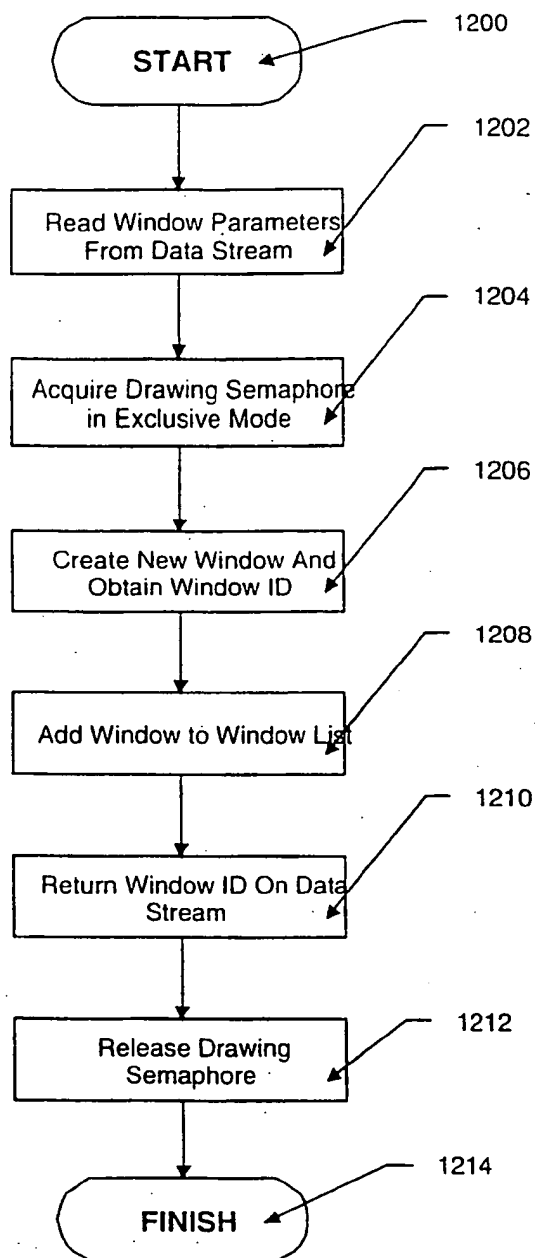 1200
START
1202
Read Window Parameters
From Data Stream
1204
Acquire Drawing Semaphore
in Exclusive Mode
1206
Create New Window And
Obtain Window ID
1208
Add Window to Window List
1210
Return Window ID On Data
Stream
1212
Release Drawing
Semaphore
1214
FINISH